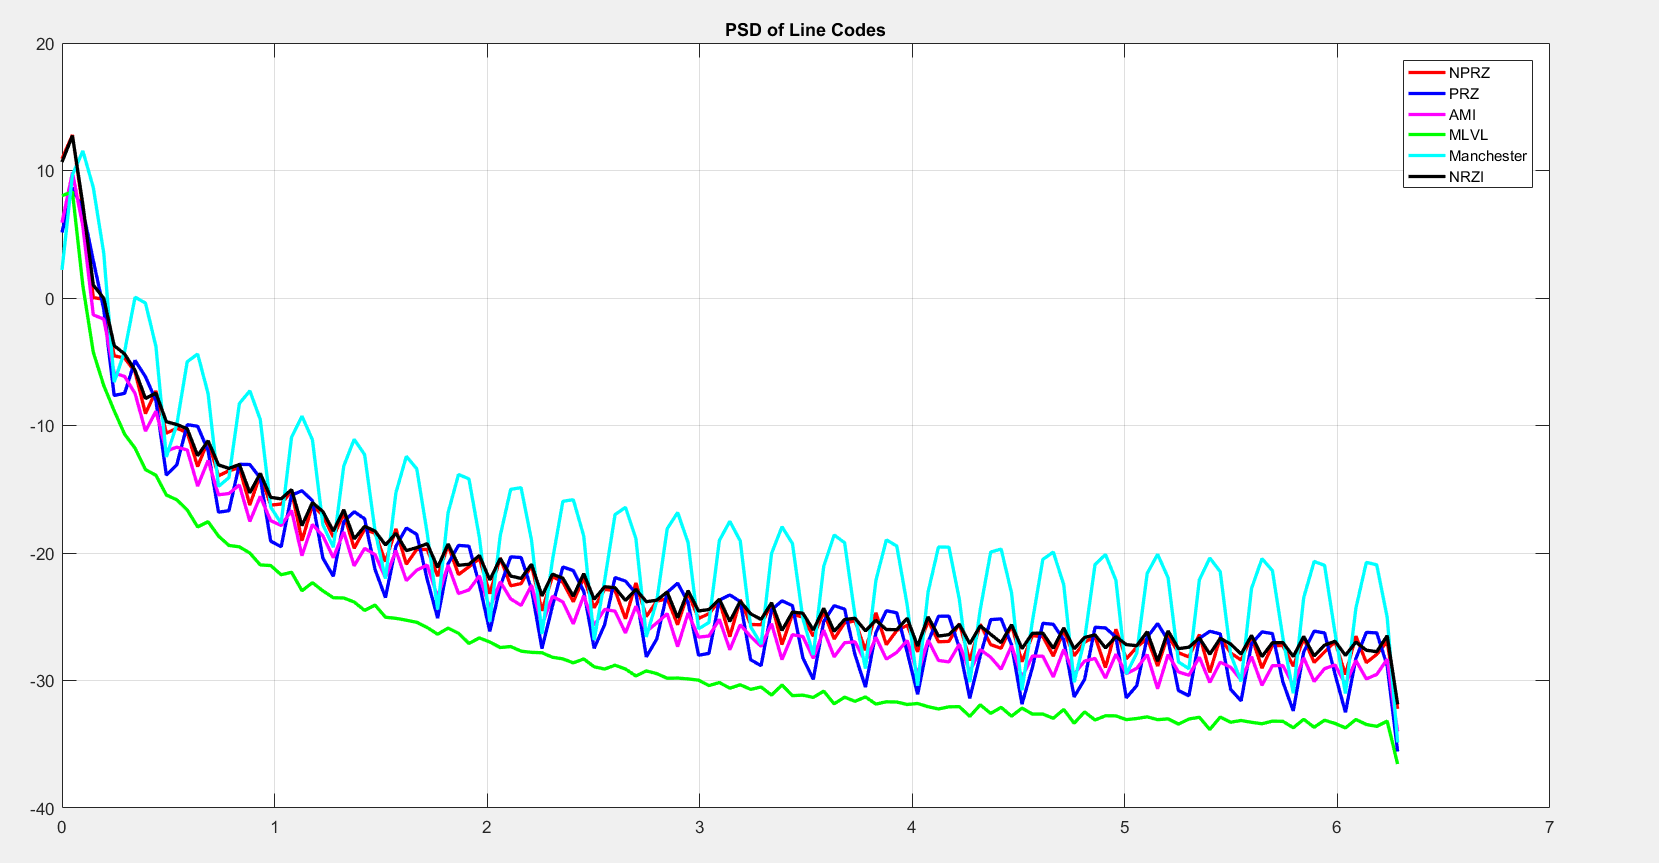 PSD of Line Codes
20
10
0
-10
-20
-30
-40
0 1 2 3 4 5 6 7
NPRZ
PRZ
AMI
MLVL
Manchester
NRZI